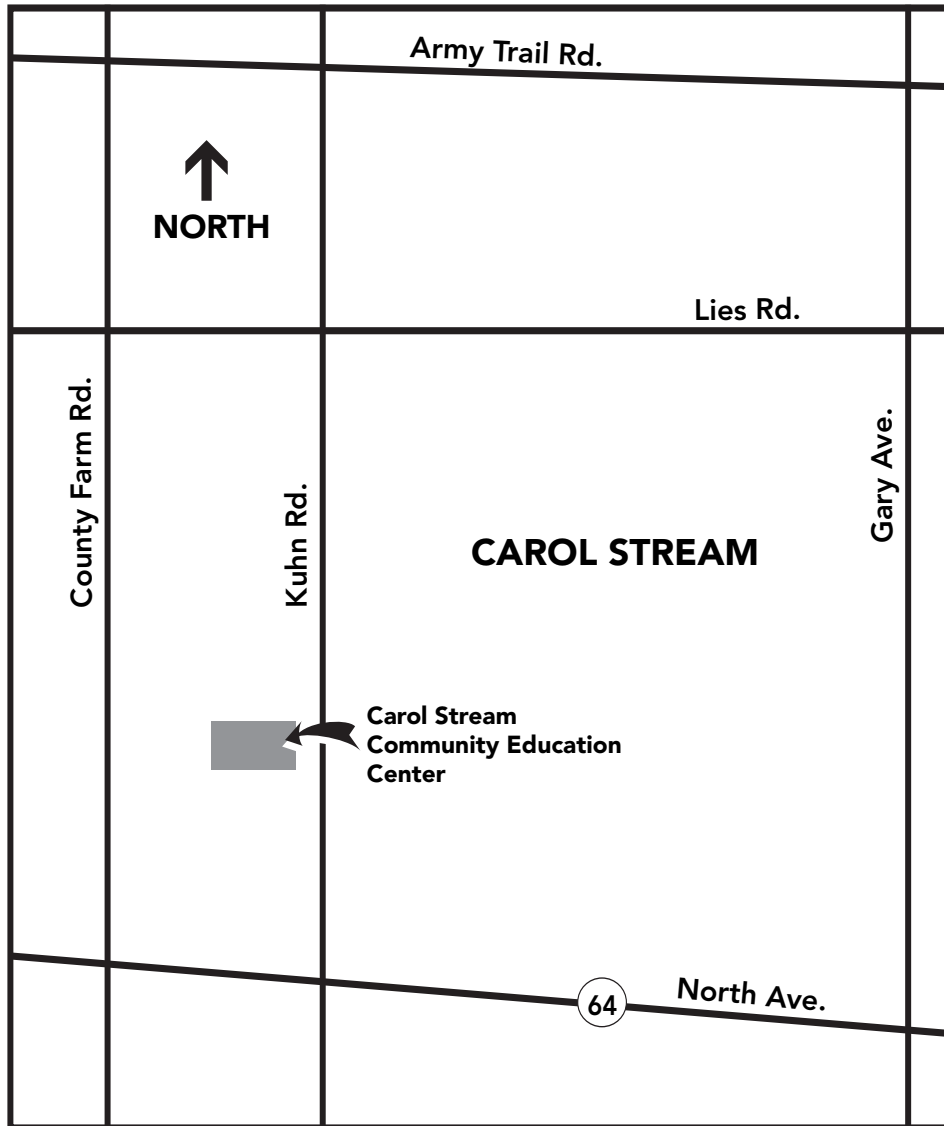 Army Trail Rd.
NORTH
Lies Rd.
County Farm Rd.
Kuhn Rd.
Gary Ave.
CAROL STREAM
Carol Stream
Community Education
Center
64
North Ave.